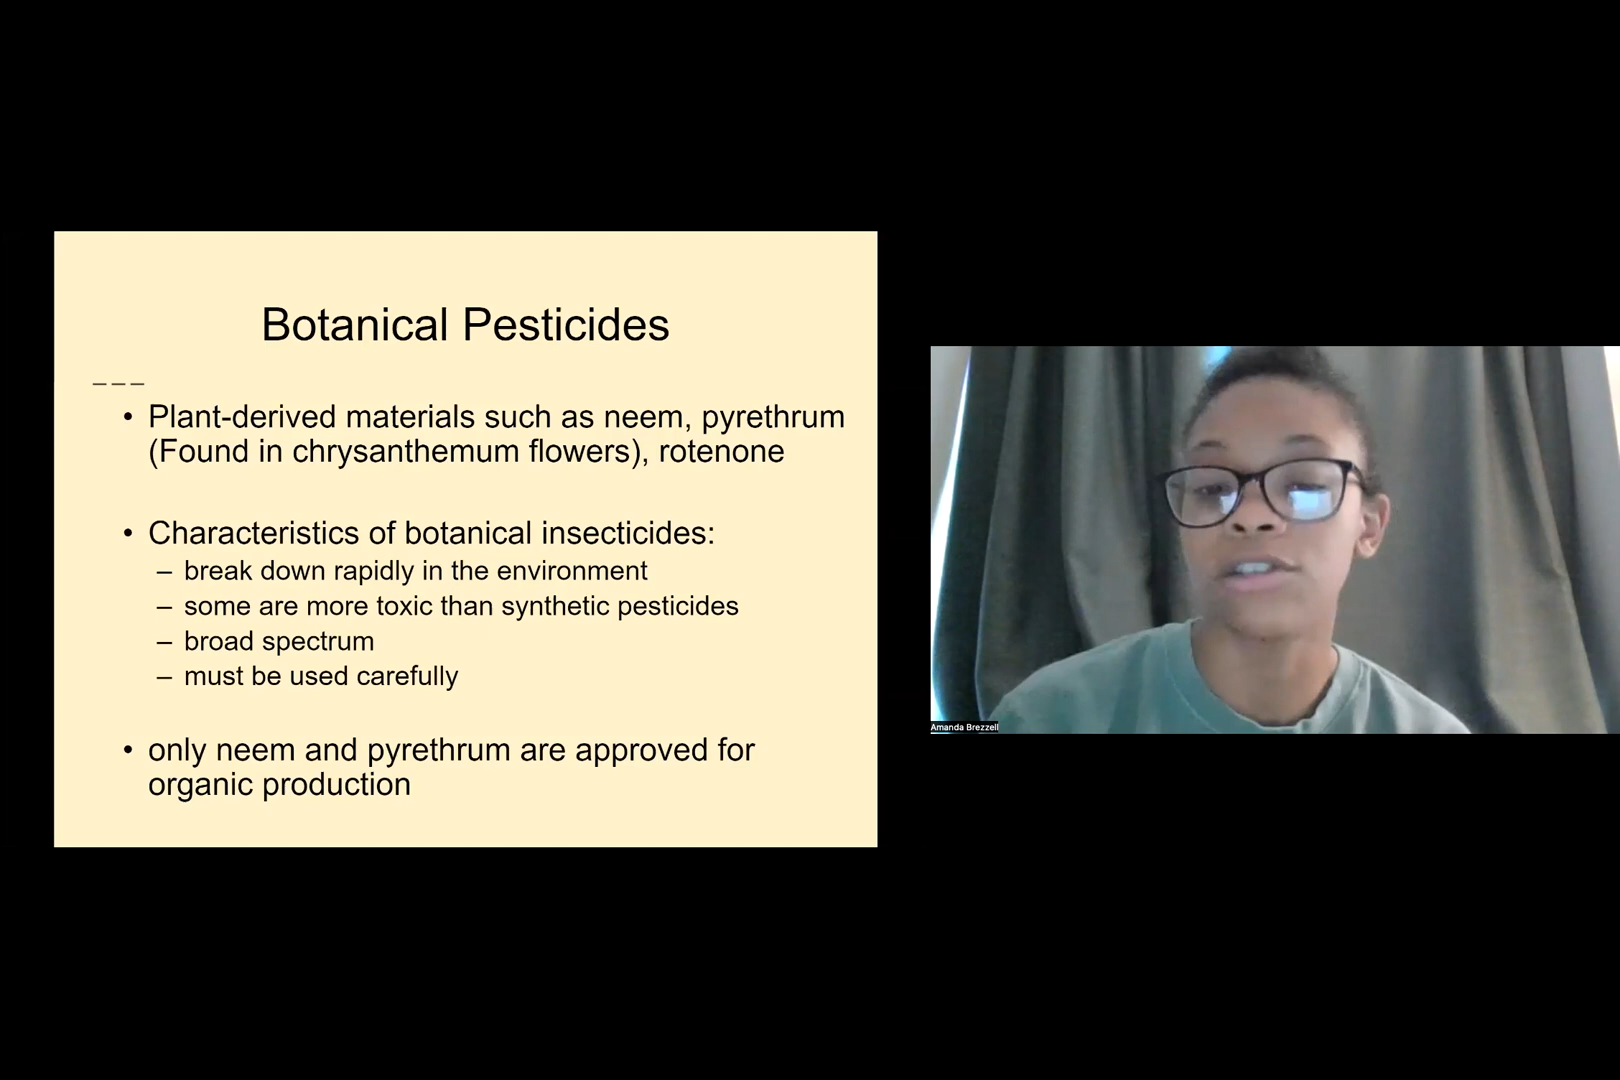 Botanical Pesticides
• Plant-derived materials such as neem, pyrethrum
(Found in chrysanthemum flowers), rotenone
• Characteristics of botanical insecticides:
– break down rapidly in the environment
– some are more toxic than synthetic pesticides
– broad spectrum
– must be used carefully
• only neem and pyrethrum are approved for
organic production
Amanda Brezzell